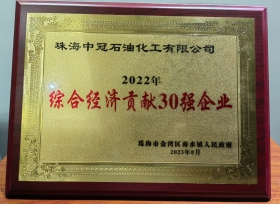 珠海中冠石油化工有限公司
2022年
综合经济贡献30强企业
珠海市金湾区南水镇人民政府
2023年8月